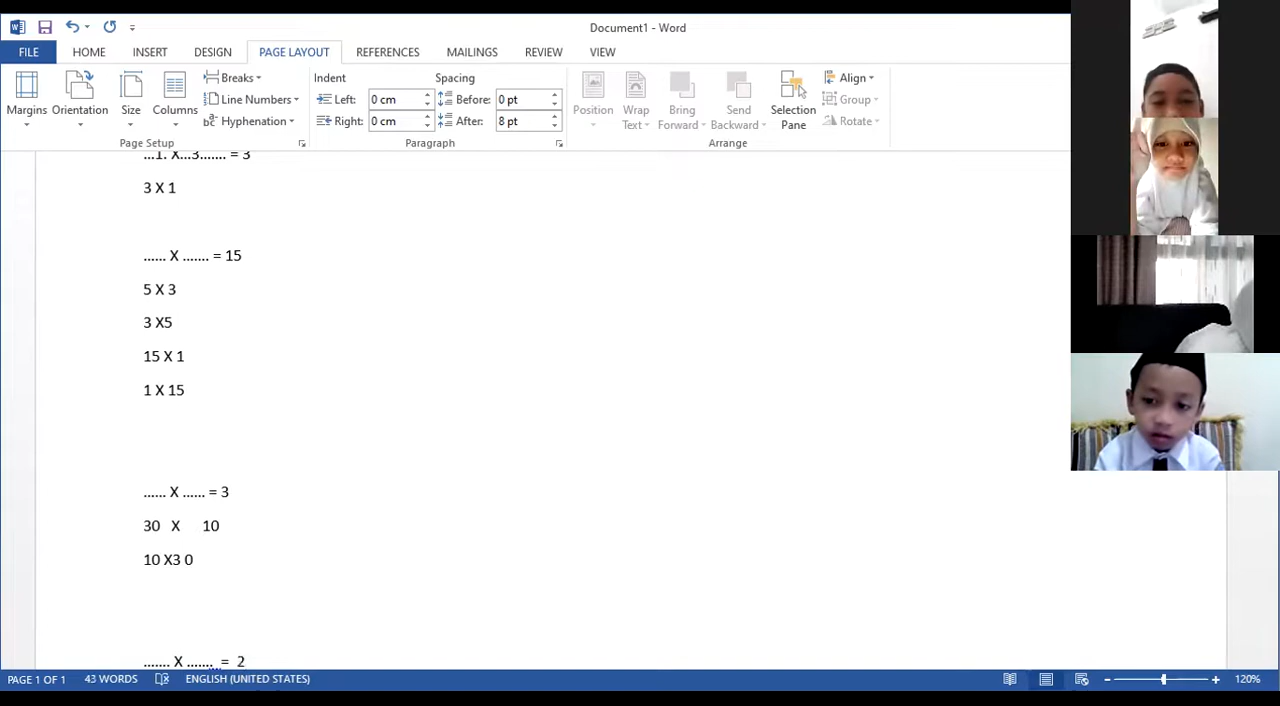 Document1 - Word
FILE HOME INSERT DESIGN PAGE LAYOUT REFERENCES MAILINGS REVIEW VIEW
Margins Orientation Size Columns
Breaks
Line Numbers
Hyphenation
Page Setup
Indent Spacing
Left: 0 cm Before: 0 pt
Right: 0 cm After: 8 pt
Paragraph
Position Wrap Text Bring Forward Send Backward Selection Pane
Align
Group
Rotate
Arrange
...1. X...3....... = 3
3 X 1
...... X ....... = 15
5 X 3
3 X5
15 X 1
1 X 15
...... X ...... = 3
30 X 10
10 X3 0
....... X ....... = 2
PAGE 1 OF 1 43 WORDS ENGLISH (UNITED STATES) 120%